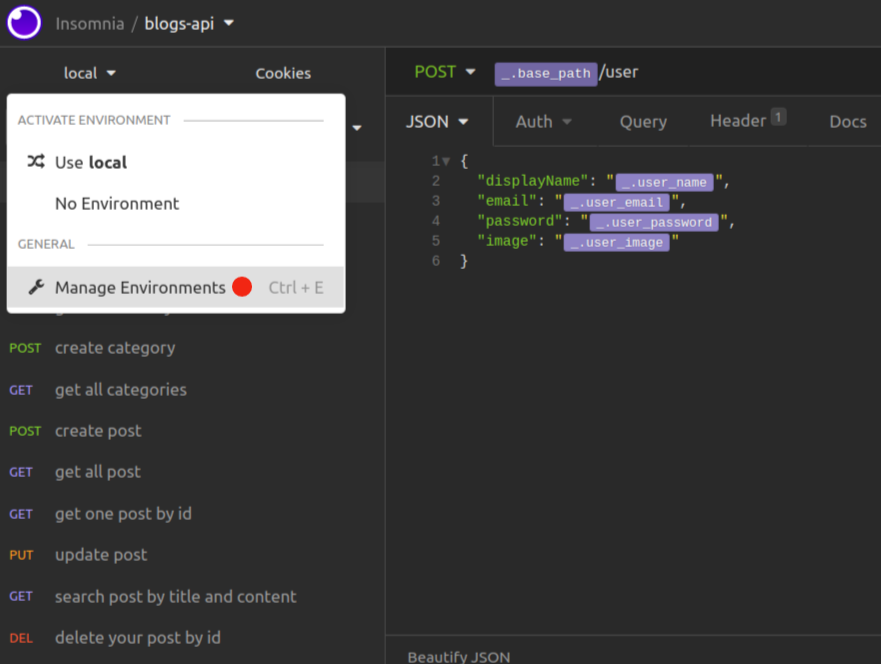 Insomnia / blogs-api
local Cookies
POST _.base_path/user
ACTIVATE ENVIRONMENT
Use local
No Environment
GENERAL
Manage Environments Ctrl + E
POST create category
GET get all categories
POST create post
GET get all post
GET get one post by id
PUT update post
GET search post by title and content
DEL delete your post by id
JSON Auth Query Header 1 Docs
1 {
2 "displayName": "_.user_name",
3 "email": "_.user_email",
4 "password": "_.user_password",
5 "image": "_.user_image"
6 }
Beautify JSON